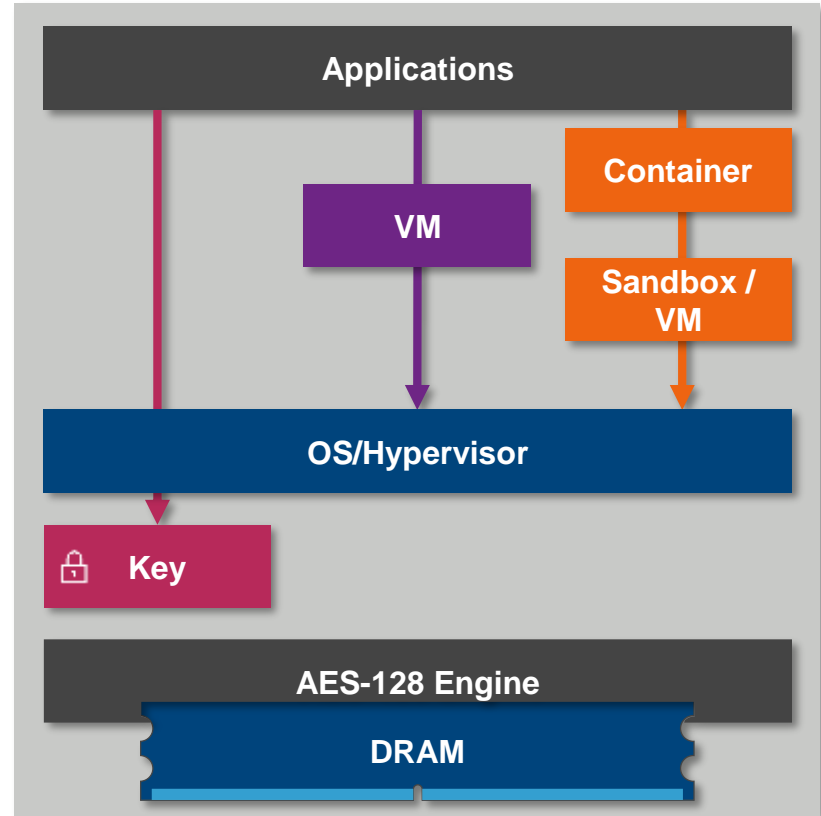 Applications
Container
VM
Sandbox /
VM
OS/Hypervisor
Key
AES-128 Engine
DRAM